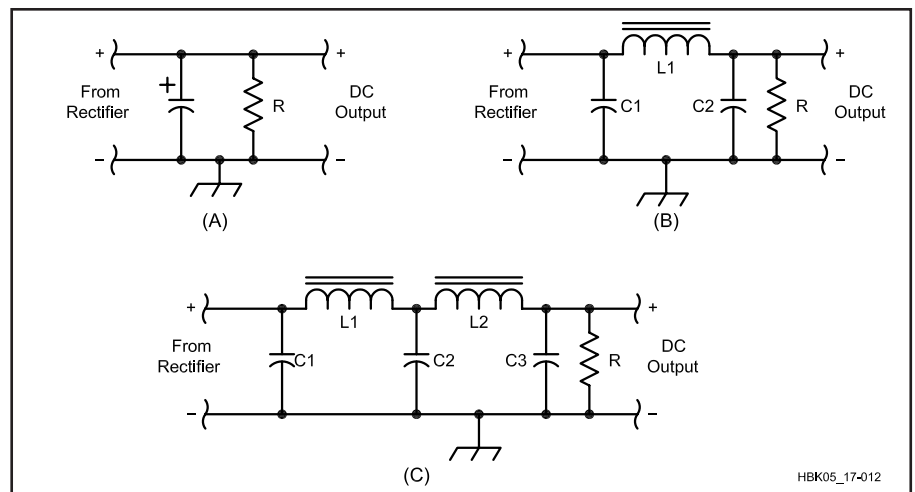 + +
+
From
Rectifier
R
DC
Output
– –
(A)
+ +
L1
From
Rectifier
C1 C2 R
DC
Output
– –
(B)
+ +
L1 L2
From
Rectifier
C1 C2 C3 R
DC
Output
– –
(C)
HBK05_17-012